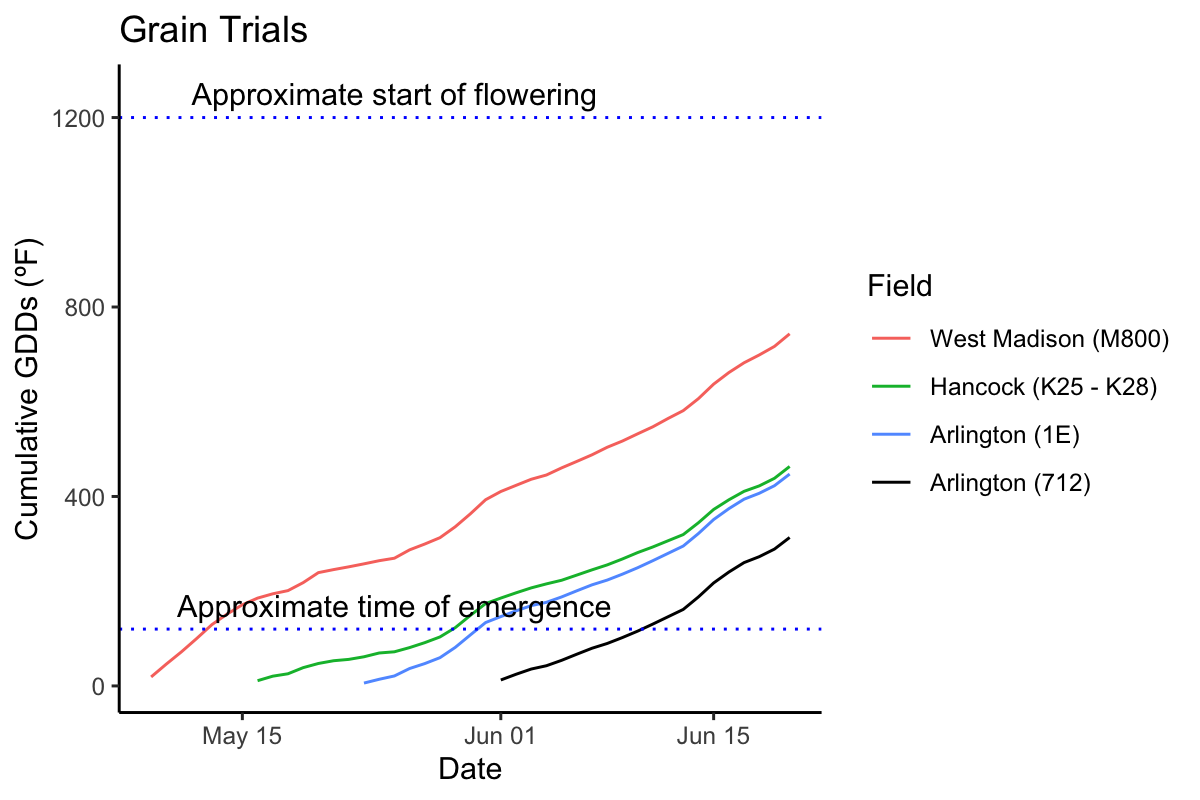 Grain Trials
Approximate start of flowering
1200
800
400
0
Cumulative GDDs (ºF)
Approximate time of emergence
May 15
Jun 01
Jun 15
Date
Field
West Madison (M800)
Hancock (K25 - K28)
Arlington (1E)
Arlington (712)